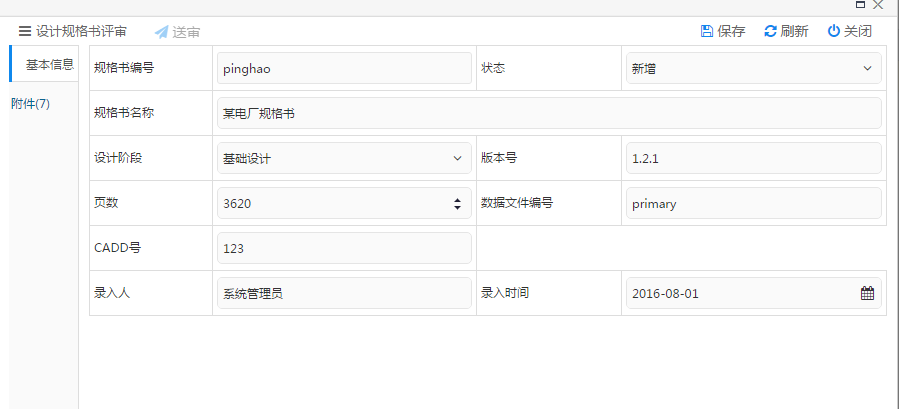 设计规格书评审 送审 保存 刷新 关闭
基本信息
附件(7)
规格书编号 pinghao 状态 新增
规格书名称 某电厂规格书
设计阶段 基础设计 版本号 1.2.1
页数 3620 数据文件编号 primary
CADD号 123
录入人 系统管理员 录入时间 2016-08-01